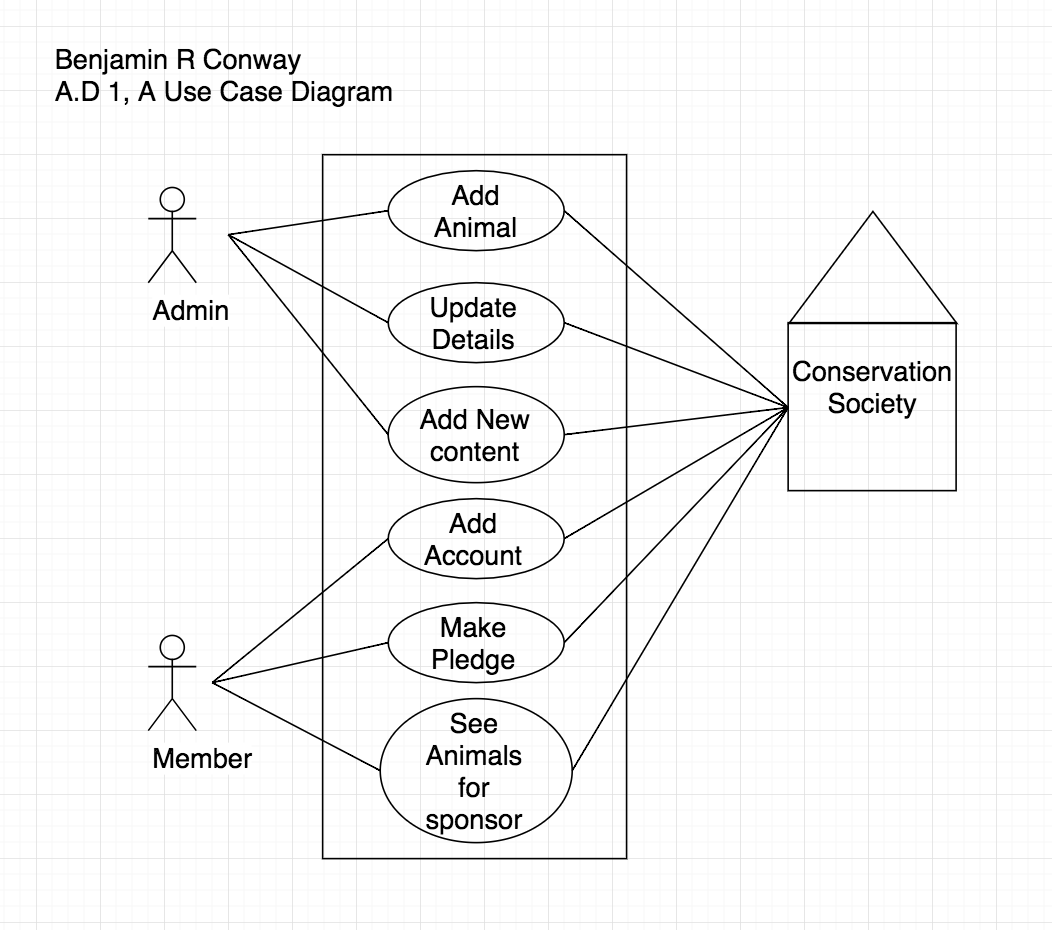 Benjamin R Conway
A.D 1, A Use Case Diagram
Add
Animal
Admin
Update
Details
Conservation
Society
Add New
content
Add
Account
Make
Pledge
Member
See
Animals
for
sponsor